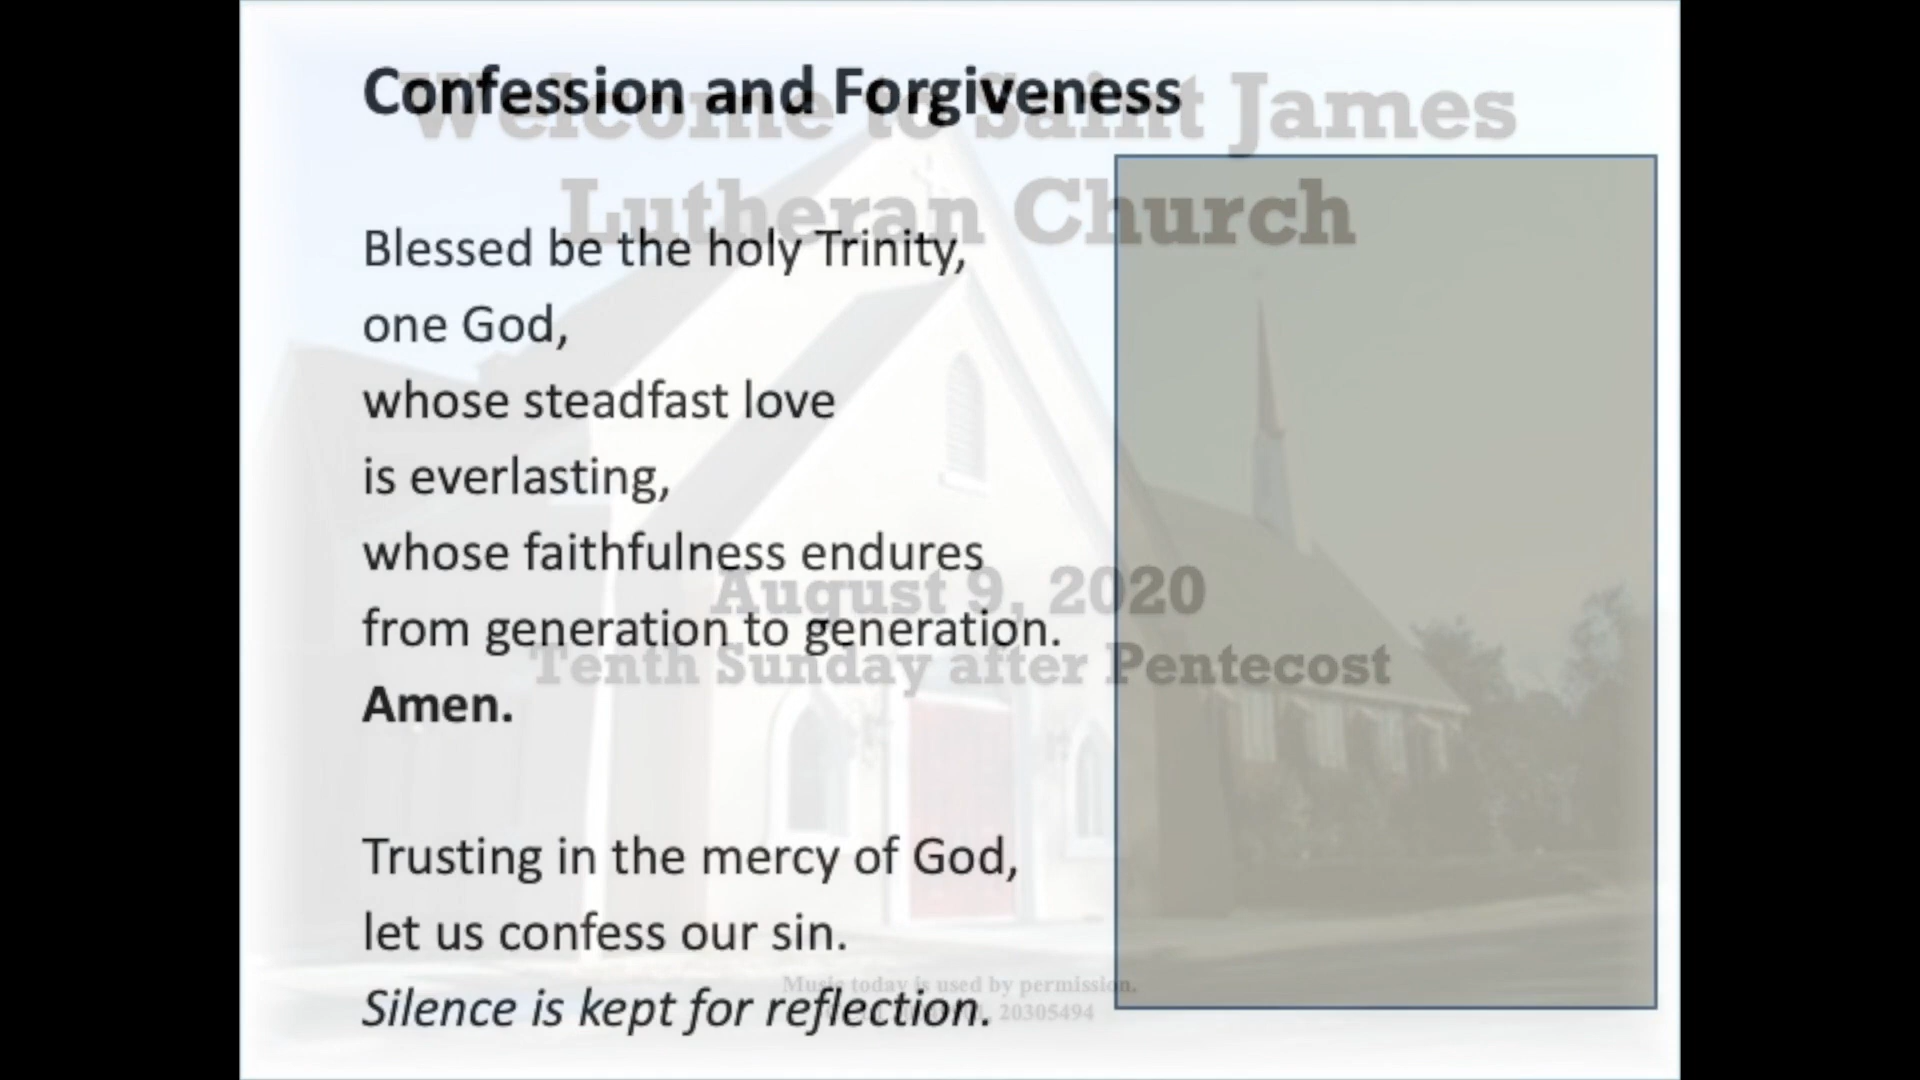 Confession and Forgiveness
Welcome to Saint James
Lutheran Church
Blessed be the holy Trinity,
one God,
whose steadfast love
is everlasting,
whose faithfulness endures
August 9, 2020
from generation to generation.
Tenth Sunday after Pentecost
Amen.
Trusting in the mercy of God,
let us confess our sin.
Music today is used by permission.
Silence is kept for reflection.
20305494